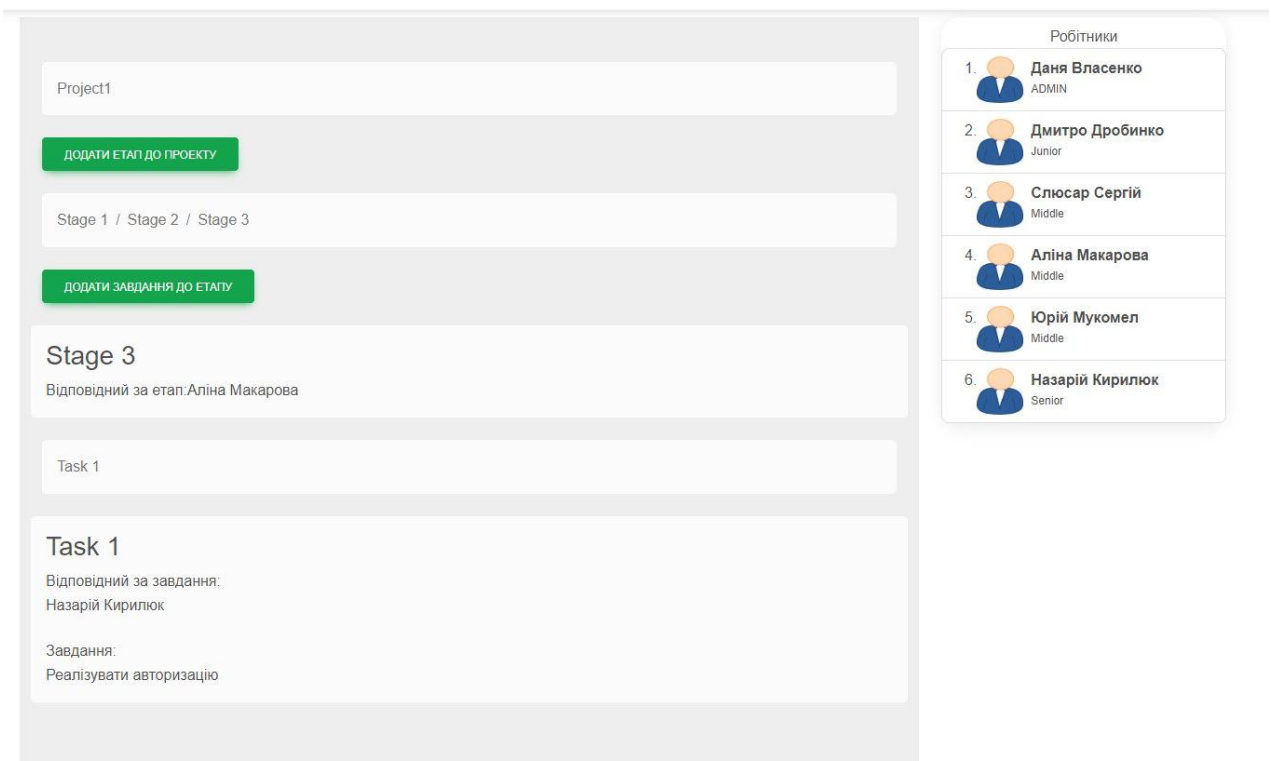 Project1
ДОДАТИ ЕТАП ДО ПРОЕКТУ
Stage 1 / Stage 2 / Stage 3
ДОДАТИ ЗАВДАННЯ ДО ЕТАПУ
Stage 3
Відповідний за етап:Аліна Макарова
Task 1
Task 1
Відповідний за завдання:
Назарій Кирилюк
Завдання:
Реалізувати авторизацію
Робітники
1. Даня Власенко
ADMIN
2. Дмитро Дробинко
Junior
3. Слюсар Сергій
Middle
4. Аліна Макарова
Middle
5. Юрій Мукомел
Middle
6. Назарій Кирилюк
Senior